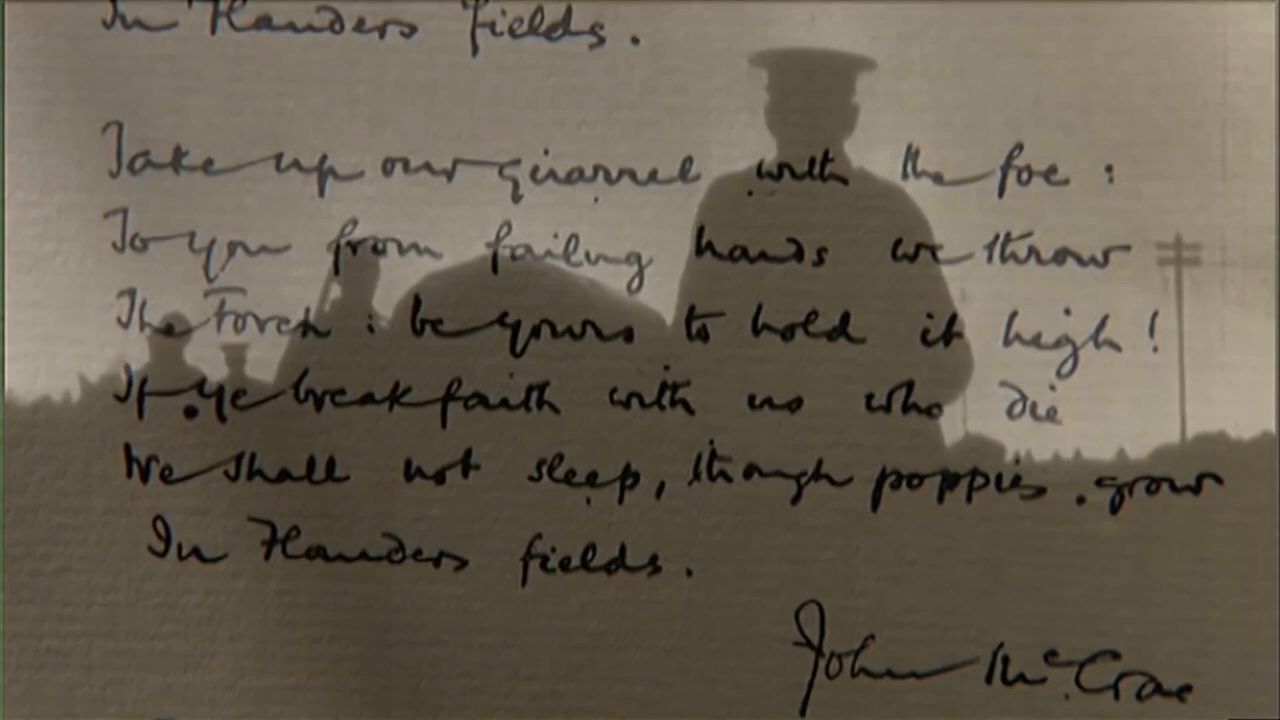 In Flanders fields.
Take up our quarrel with the foe :
To you from failing hands we throw
The Torch : be yours to hold it high !
If ye break faith with us who die
We shall not sleep, though poppies grow
In Flanders fields.
John McCrae